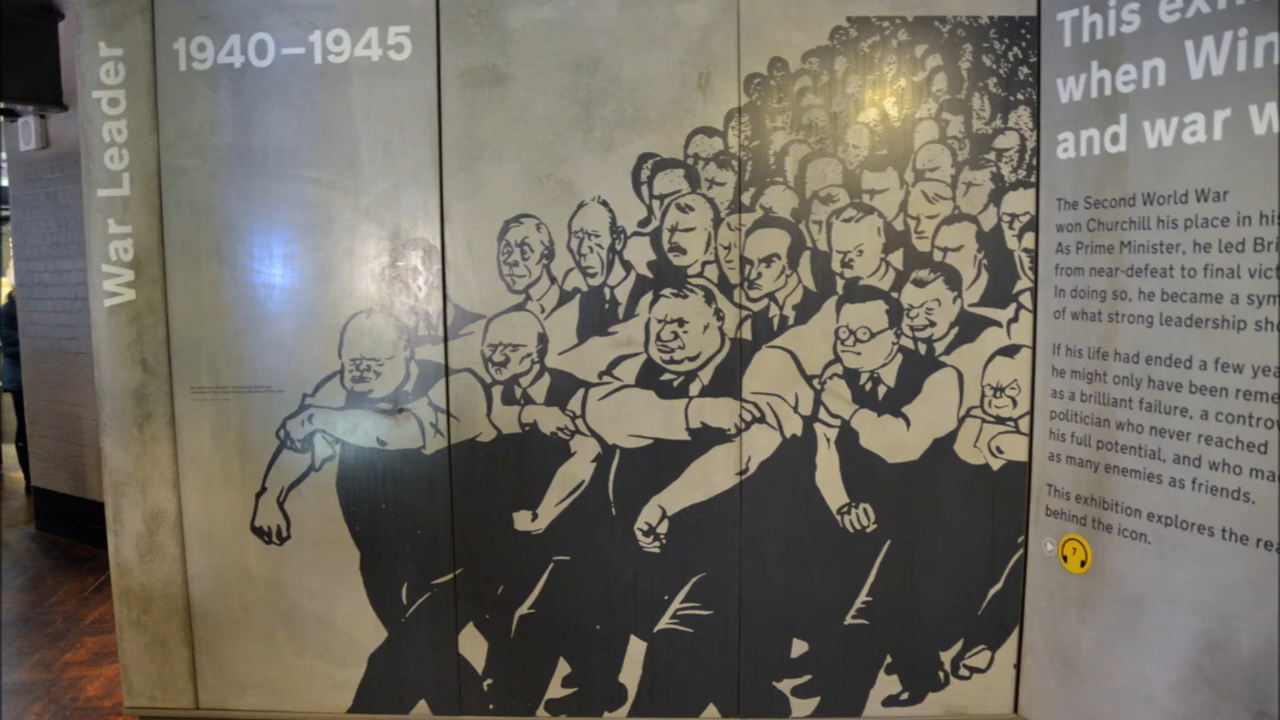 War Leader
1940–1945
This exh
when Win
and war w
The Second World War
won Churchill his place in his
As Prime Minister, he led Bri
from near-defeat to final vict
In doing so, he became a sym
of what strong leadership sho
If his life had ended a few yea
he might only have been reme
as a brilliant failure, a controv
politician who never reached
his full potential, and who ma
as many enemies as friends.
This exhibition explores the rea
behind the icon.
7